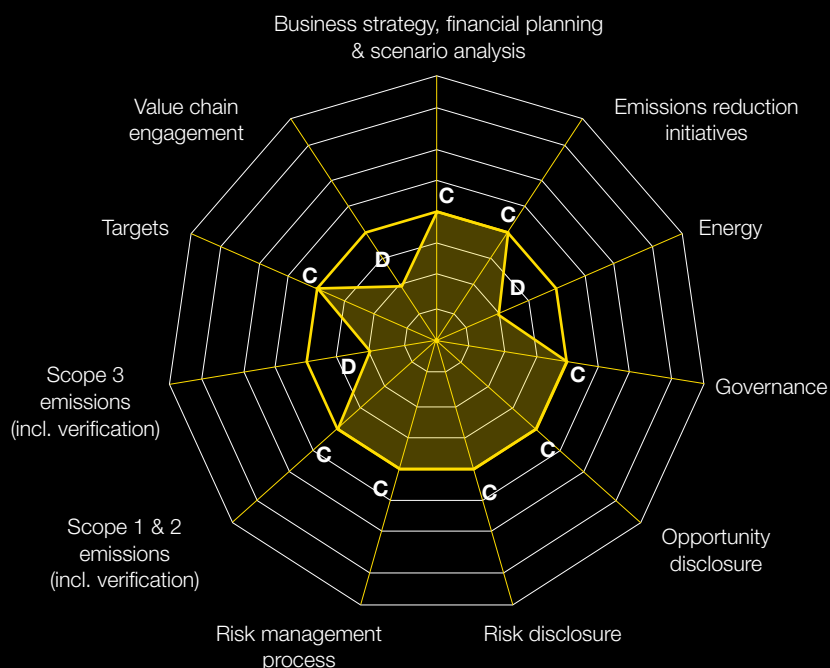 Business strategy, financial planning
& scenario analysis
Value chain
engagement
Emissions reduction
initiatives
C
C
Targets
Energy
D
C
D
D
C
Scope 3
emissions
(incl. verification)
Governance
C
C
C
C
Scope 1 & 2
emissions
(incl. verification)
Opportunity
disclosure
Risk management
process
Risk disclosure